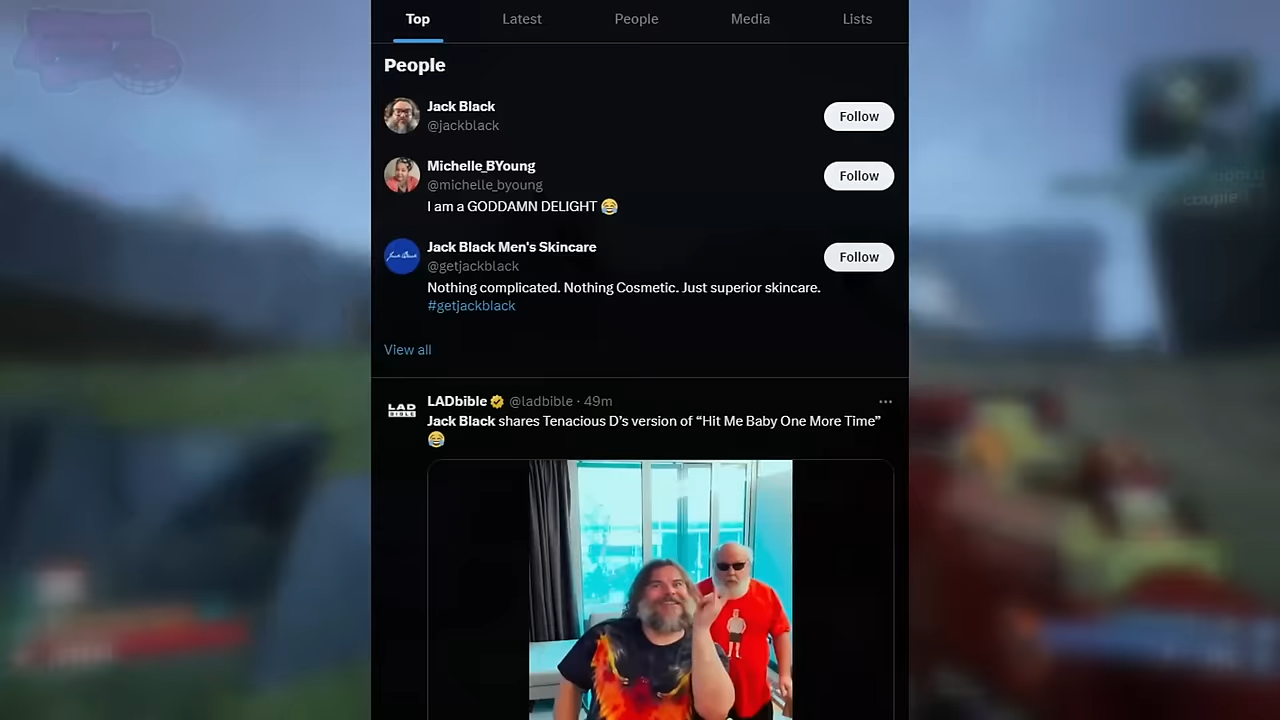 Top
Latest
People
Media
Lists
People
Jack Black
@jackblack
Follow
Michelle_BYoung
@michelle_byoung
Follow
I am a GODDAMN DELIGHT 😂
Jack Black Men's Skincare
@getjackblack
Follow
Nothing complicated. Nothing Cosmetic. Just superior skincare.
#getjackblack
View all
LAD
BIBLE
LADbible @ladbible · 49m
Jack Black shares Tenacious D’s version of “Hit Me Baby One More Time”
😂